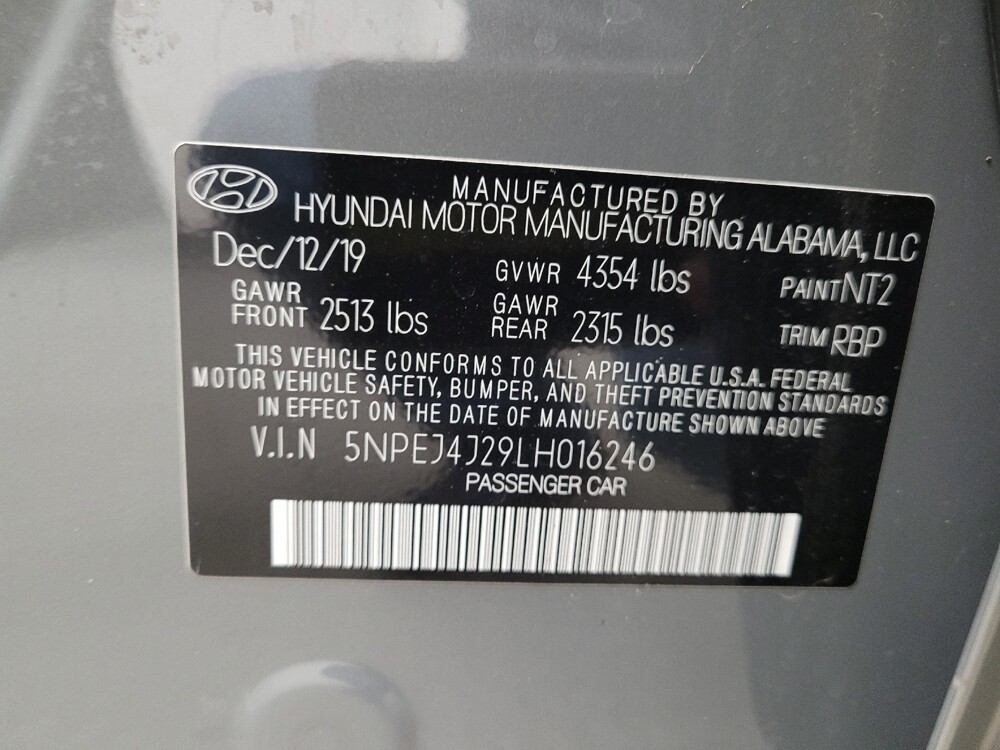 MANUFACTURED BY
HYUNDAI MOTOR MANUFACTURING ALABAMA, LLC
Dec/12/19 GVWR 4354 lbs PAINT NT2
GAWR FRONT 2513 lbs GAWR REAR 2315 lbs TRIM RBP
THIS VEHICLE CONFORMS TO ALL APPLICABLE U.S.A. FEDERAL
MOTOR VEHICLE SAFETY, BUMPER, AND THEFT PREVENTION STANDARDS
IN EFFECT ON THE DATE OF MANUFACTURE SHOWN ABOVE
V.I.N 5NPEJ4J29LH016246
PASSENGER CAR